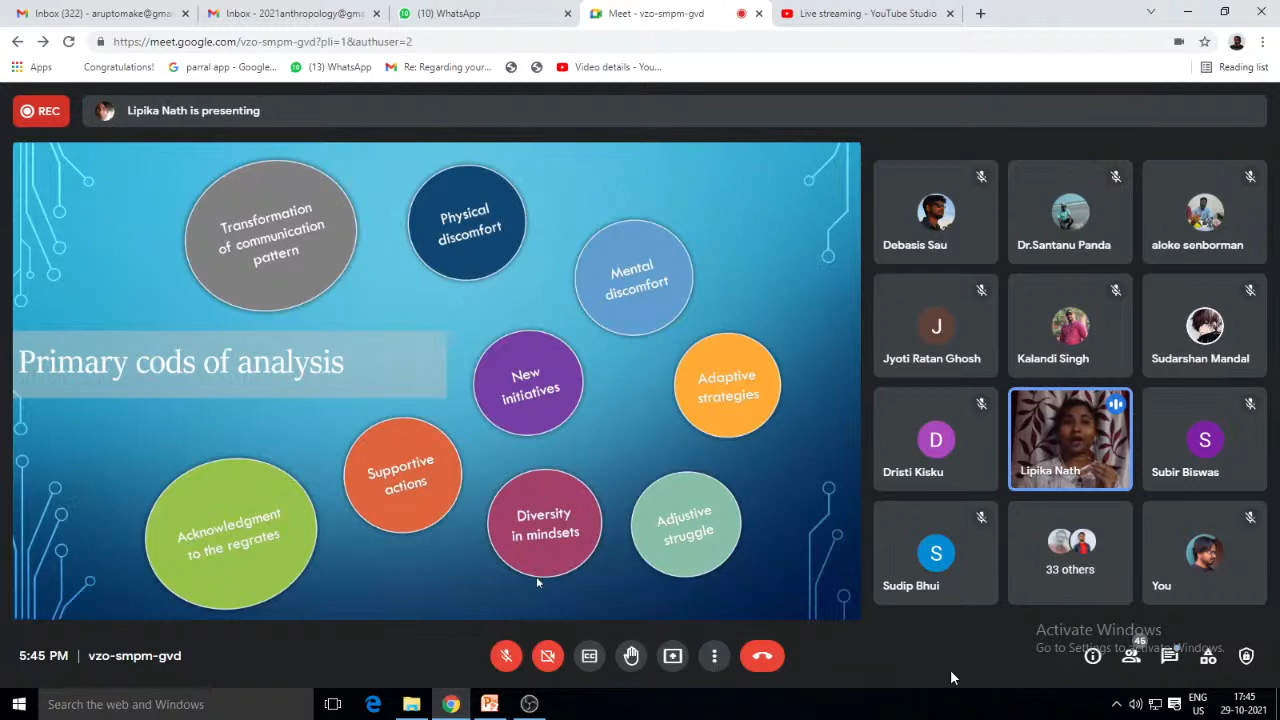 Inbox (322) - aruptomake@gmail
Inbox - 2021anthropology@gma
(10) WhatsApp
Meet - vzo-smpm-gvd
Live streaming - YouTube Studio
https://meet.google.com/vzo-smpm-gvd?pli=1&authuser=2
Apps
Congratulations!
parral app - Google...
(13) WhatsApp
Re: Regarding your...
Video details - You...
Reading list
REC
Lipika Nath is presenting
Transformation
of communication
pattern
Physical
discomfort
Mental
discomfort
Primary cods of analysis
New
initiatives
Adaptive
strategies
Supportive
actions
Acknowledgment
to the regrates
Diversity
in mindsets
Adjustive
struggle
Debasis Sau
Dr.Santanu Panda
aloke senborman
J
Jyoti Ratan Ghosh
Kalandi Singh
Sudarshan Mandal
D
Dristi Kisku
Lipika Nath
S
Subir Biswas
S
Sudip Bhui
33 others
You
Activate Windows
Go to Settings to activate Windows.
5:45 PM
vzo-smpm-gvd
46
Search the web and Windows
ENG
US
17:45
29-10-2021